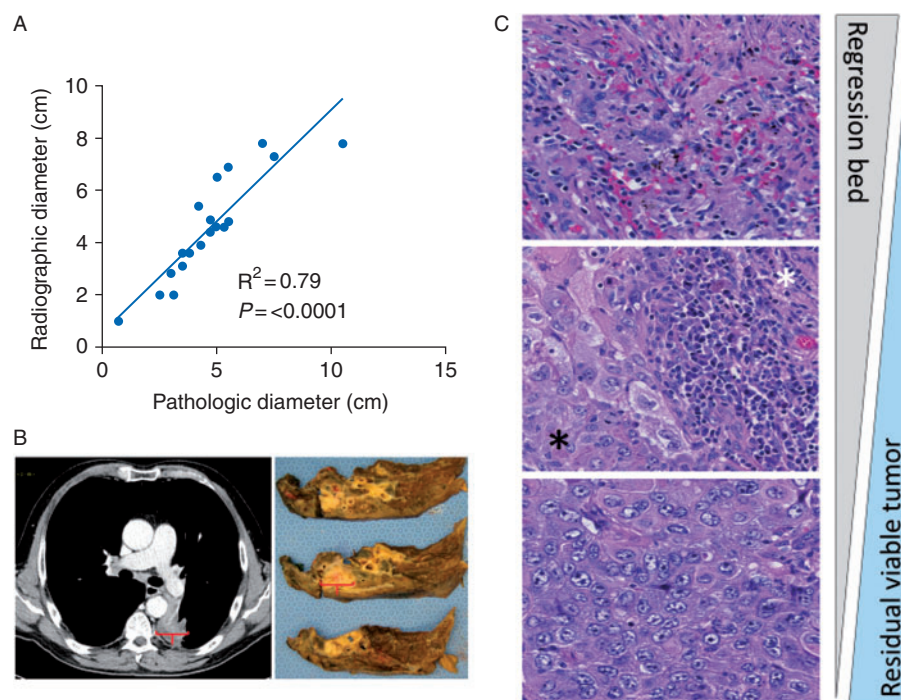 A
Radiographic diameter (cm)
10
8
6
4
2
0
R² = 0.79
P = <0.0001
0
5
10
15
Pathologic diameter (cm)
B
T
T
C
*
*
Regression bed
Residual viable tumor